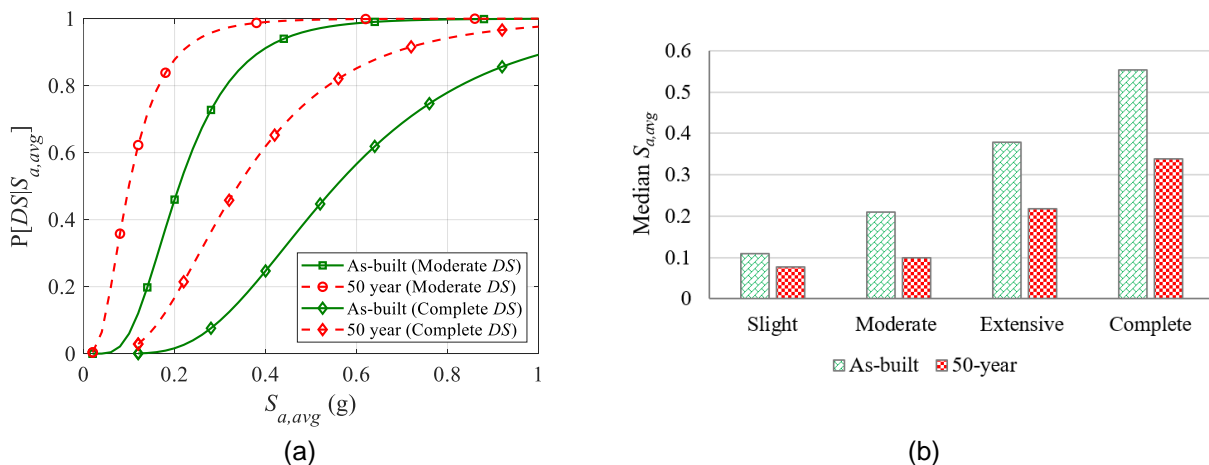 1
0.8
0.6
0.4
0.2
0
P[DS|S_{a,avg}]
As-built (Moderate DS)
50 year (Moderate DS)
As-built (Complete DS)
50 year (Complete DS)
0 0.2 0.4 0.6 0.8 1
S_{a,avg} (g)
(a)
0.6
0.5
0.4
0.3
0.2
0.1
0
Median S_{a,avg}
Slight Moderate Extensive Complete
As-built 50-year
(b)